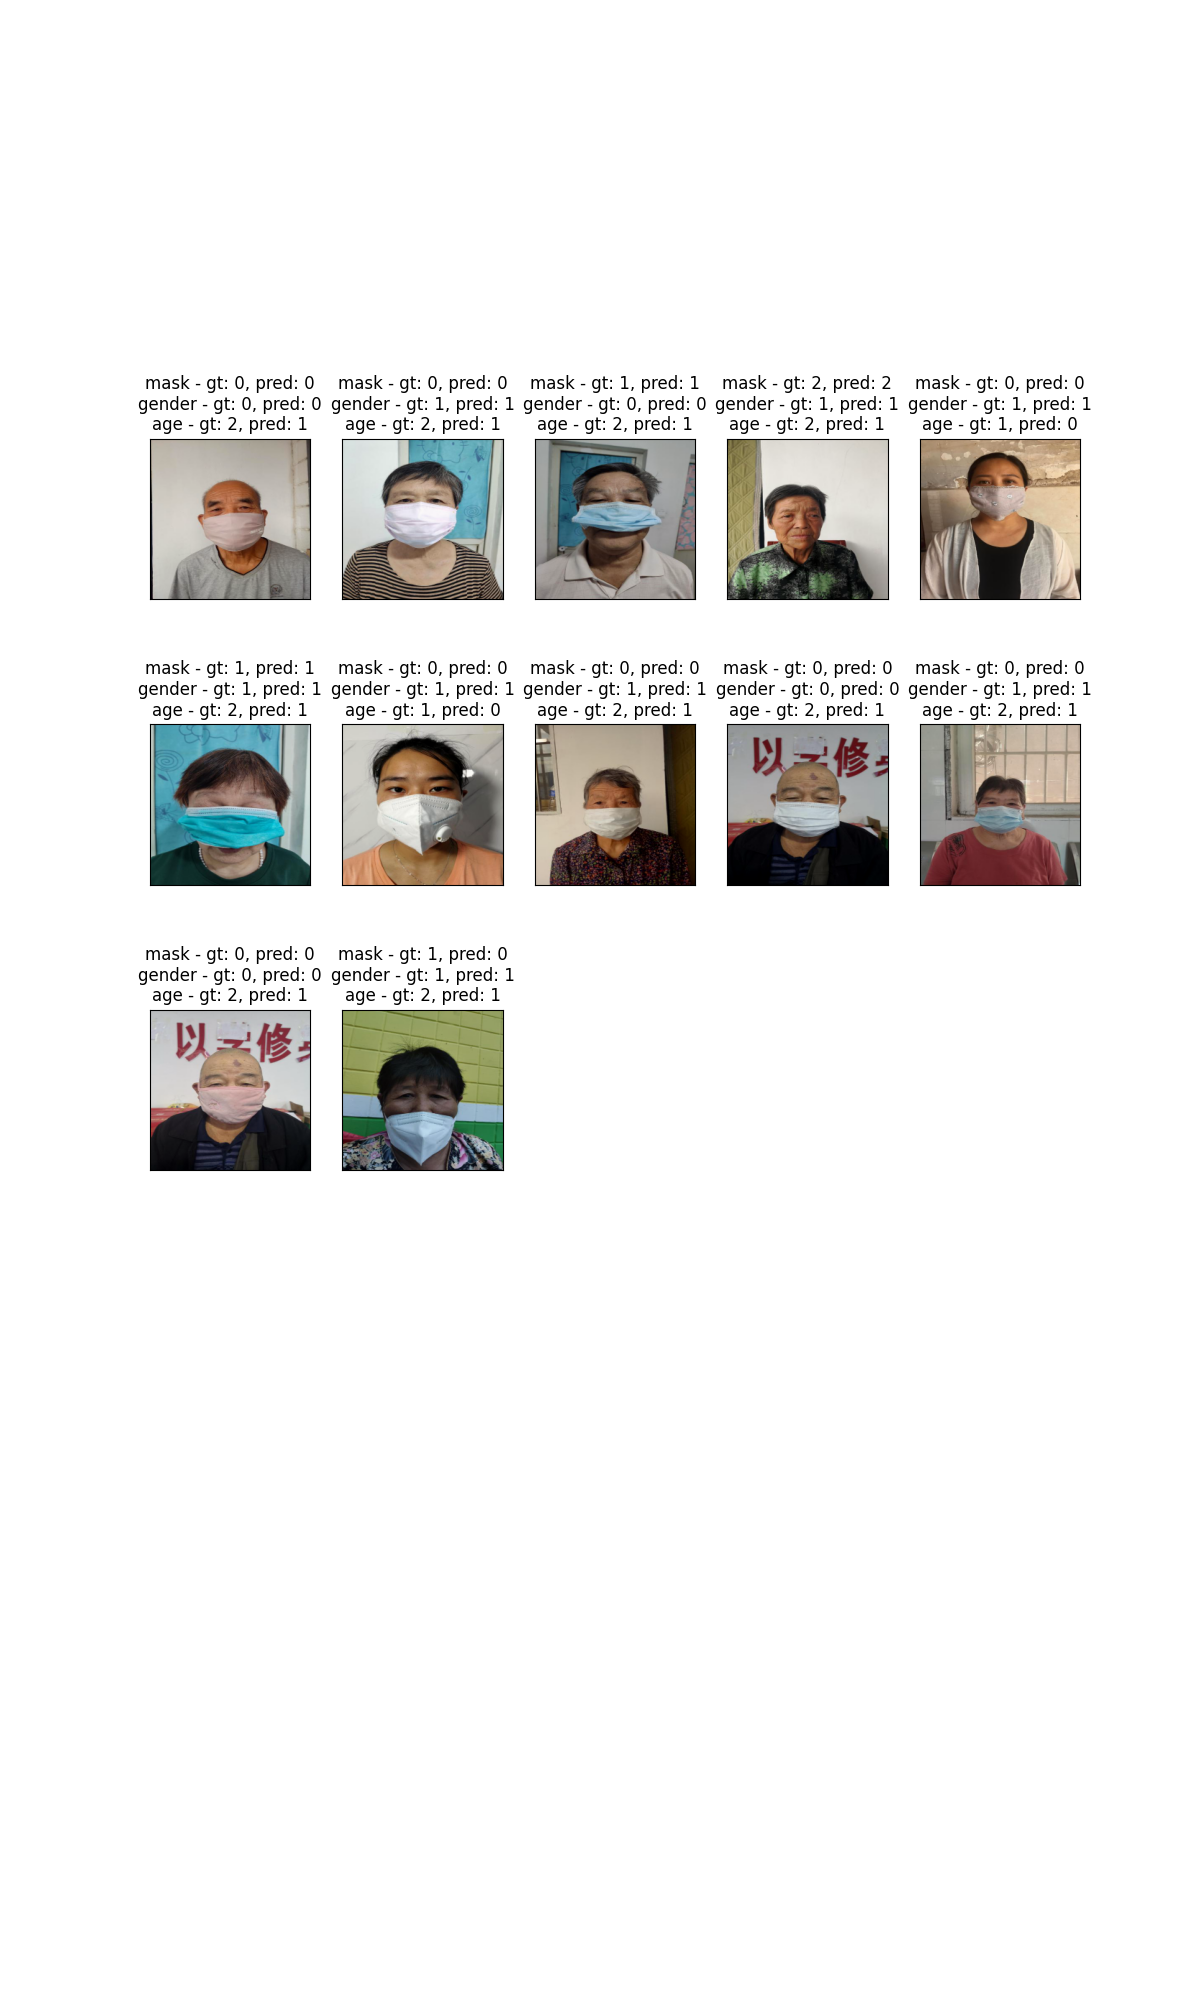 mask - gt: 0, pred: 0
gender - gt: 0, pred: 0
age - gt: 2, pred: 1
mask - gt: 0, pred: 0
gender - gt: 1, pred: 1
age - gt: 2, pred: 1
mask - gt: 1, pred: 1
gender - gt: 0, pred: 0
age - gt: 2, pred: 1
mask - gt: 2, pred: 2
gender - gt: 1, pred: 1
age - gt: 2, pred: 1
mask - gt: 0, pred: 0
gender - gt: 1, pred: 1
age - gt: 1, pred: 0
mask - gt: 1, pred: 1
gender - gt: 1, pred: 1
age - gt: 2, pred: 1
mask - gt: 0, pred: 0
gender - gt: 1, pred: 1
age - gt: 1, pred: 0
mask - gt: 0, pred: 0
gender - gt: 1, pred: 1
age - gt: 2, pred: 1
mask - gt: 0, pred: 0
gender - gt: 0, pred: 0
age - gt: 2, pred: 1
以 修
mask - gt: 0, pred: 0
gender - gt: 1, pred: 1
age - gt: 2, pred: 1
mask - gt: 0, pred: 0
gender - gt: 0, pred: 0
age - gt: 2, pred: 1
以 修
mask - gt: 1, pred: 0
gender - gt: 1, pred: 1
age - gt: 2, pred: 1